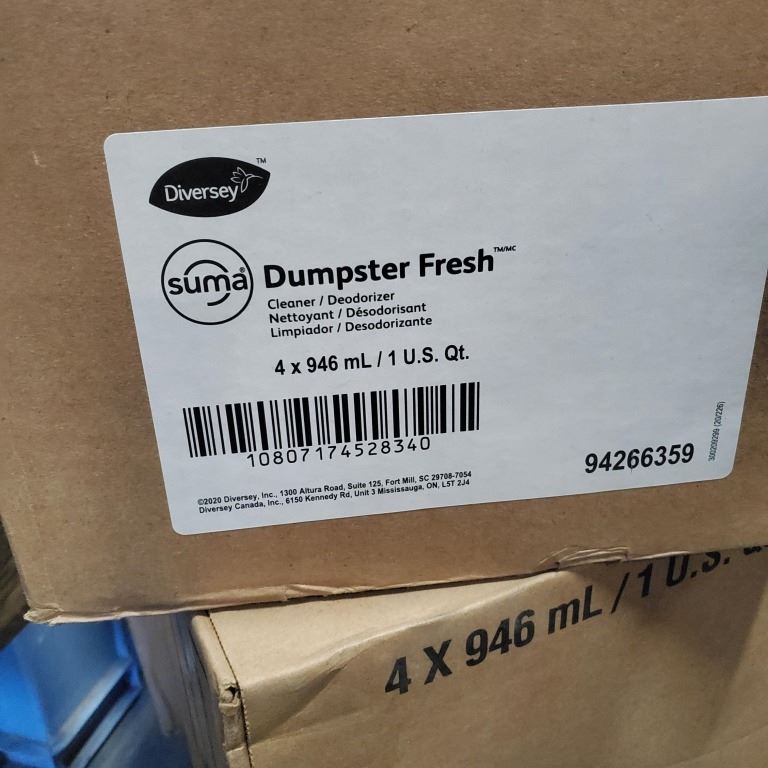 Diversey™
suma®
Dumpster Fresh™/MC
Cleaner / Deodorizer
Nettoyant / Désodorisant
Limpiador / Desodorizante
4 x 946 mL / 1 U.S. Qt.
10807174528340
94266359
©2020 Diversey, Inc., 1300 Altura Road, Suite 125, Fort Mill, SC 29708-7054
Diversey Canada, Inc., 6150 Kennedy Rd, Unit 3 Mississauga, ON, L5T 2J4
4 X 946 mL / 1 U.S.